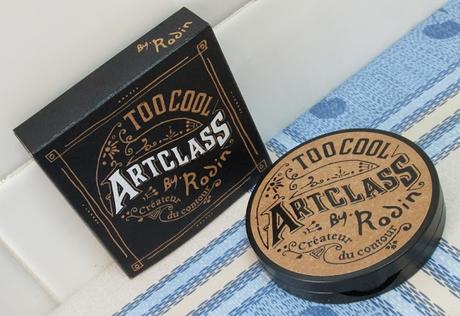 By. Rodin
TOO COOL
ARTCLASS
By: Rodin
Créateur
du contour
TOO COOL
ARTCLASS
By: Rodin
Créateur
du contour